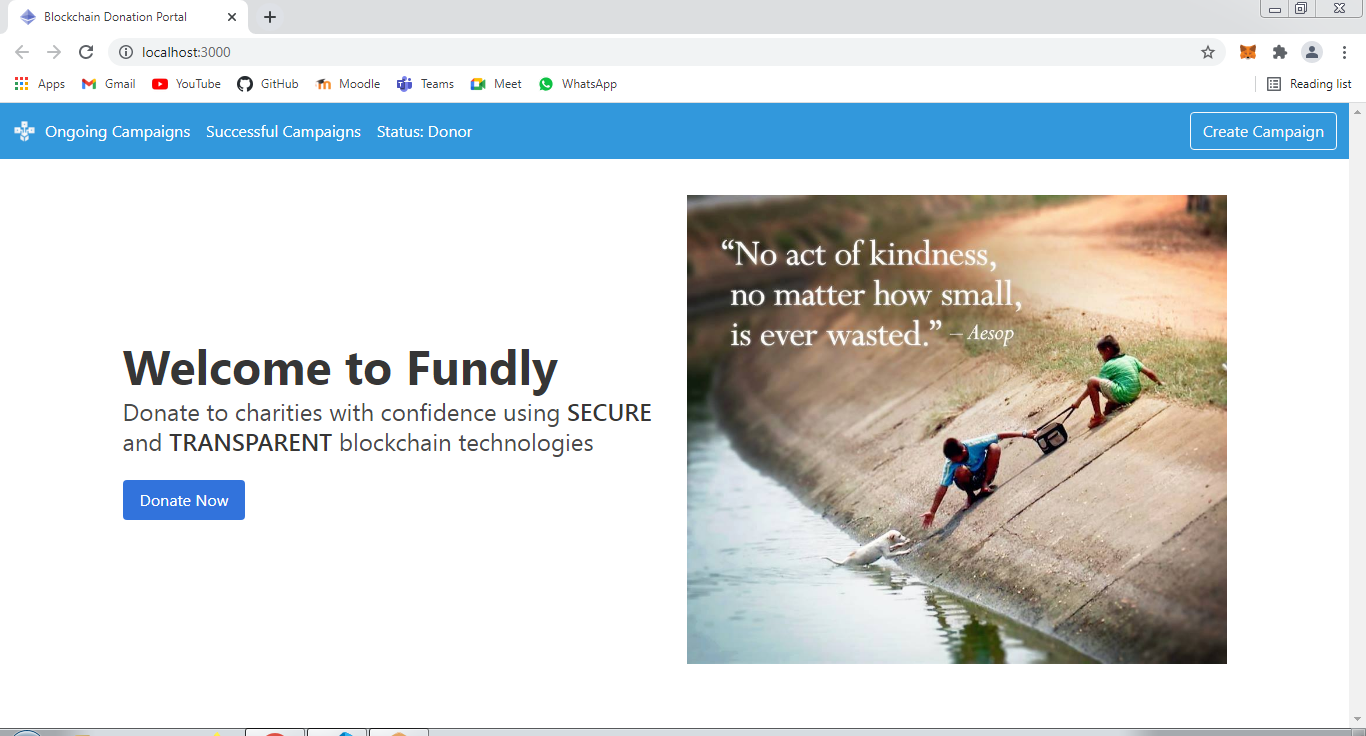 Blockchain Donation Portal
localhost:3000
Apps
Gmail
YouTube
GitHub
Moodle
Teams
Meet
WhatsApp
Reading list
Ongoing Campaigns
Successful Campaigns
Status: Donor
Create Campaign
Welcome to Fundly
Donate to charities with confidence using SECURE
and TRANSPARENT blockchain technologies
Donate Now
“No act of kindness,
no matter how small,
is ever wasted.” – Aesop